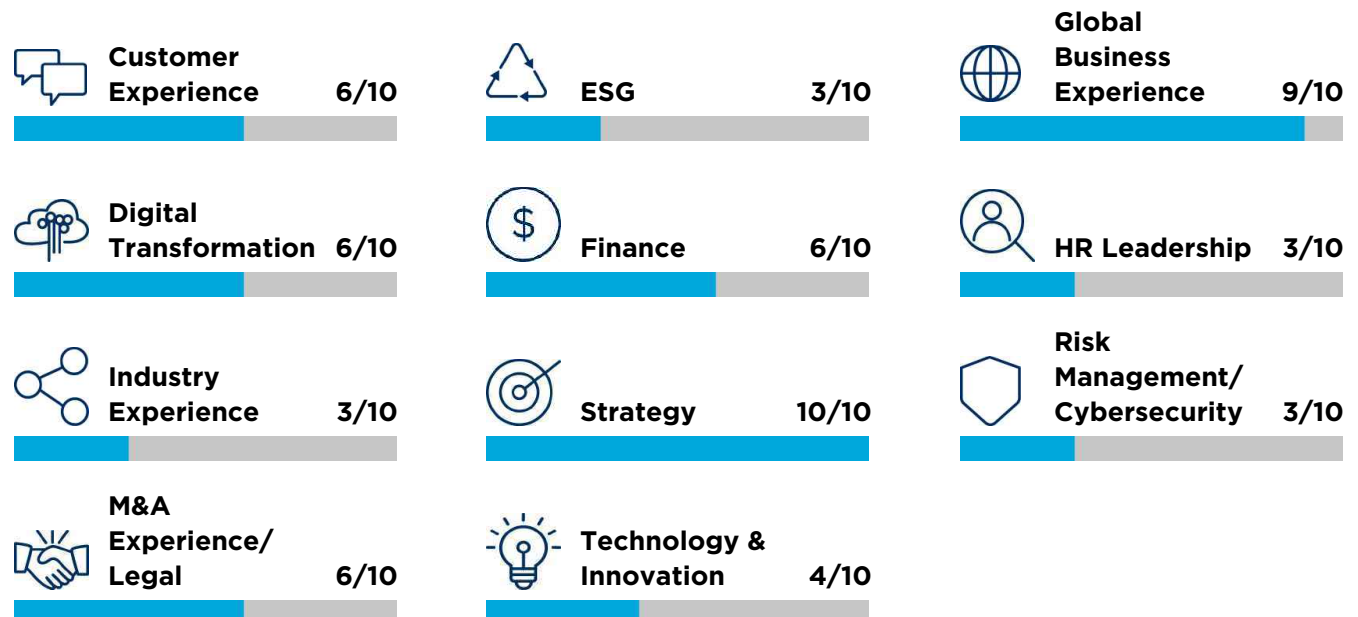 Customer
Experience 6/10
ESG 3/10
Global
Business
Experience 9/10
Digital
Transformation 6/10
$
Finance 6/10
HR Leadership 3/10
Industry
Experience 3/10
Strategy 10/10
Risk
Management/
Cybersecurity 3/10
M&A
Experience/
Legal 6/10
Technology &
Innovation 4/10